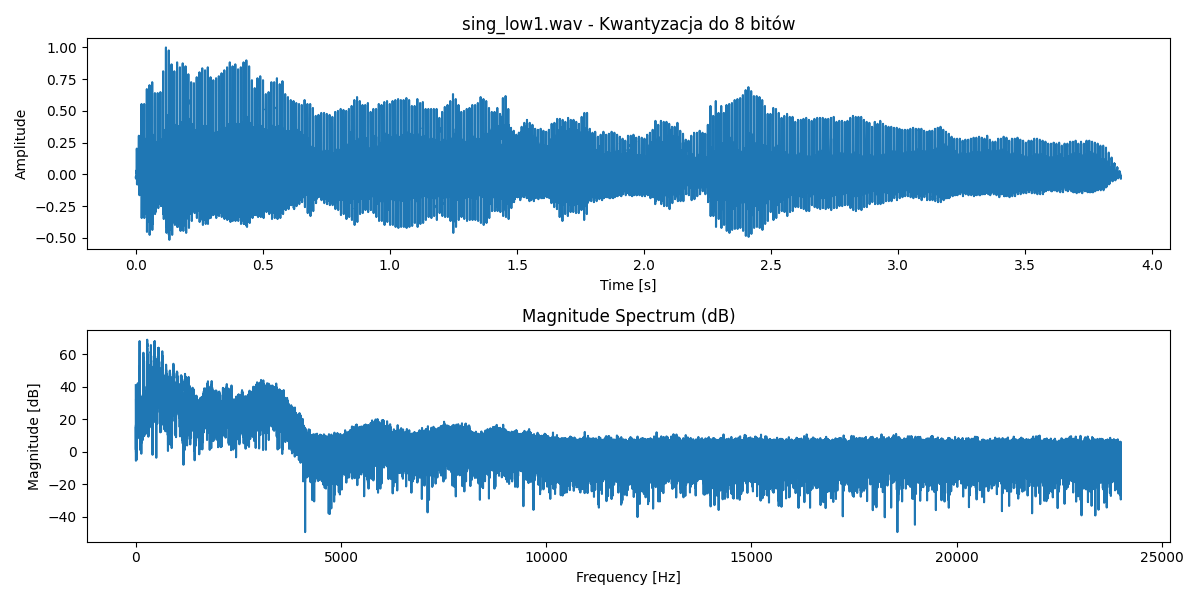 sing_low1.wav - Kwantyzacja do 8 bitów
1.00
0.75
0.50
0.25
0.00
−0.25
−0.50
Amplitude
0.0 0.5 1.0 1.5 2.0 2.5 3.0 3.5 4.0
Time [s]
Magnitude Spectrum (dB)
60
40
20
0
−20
−40
Magnitude [dB]
0 5000 10000 15000 20000 25000
Frequency [Hz]